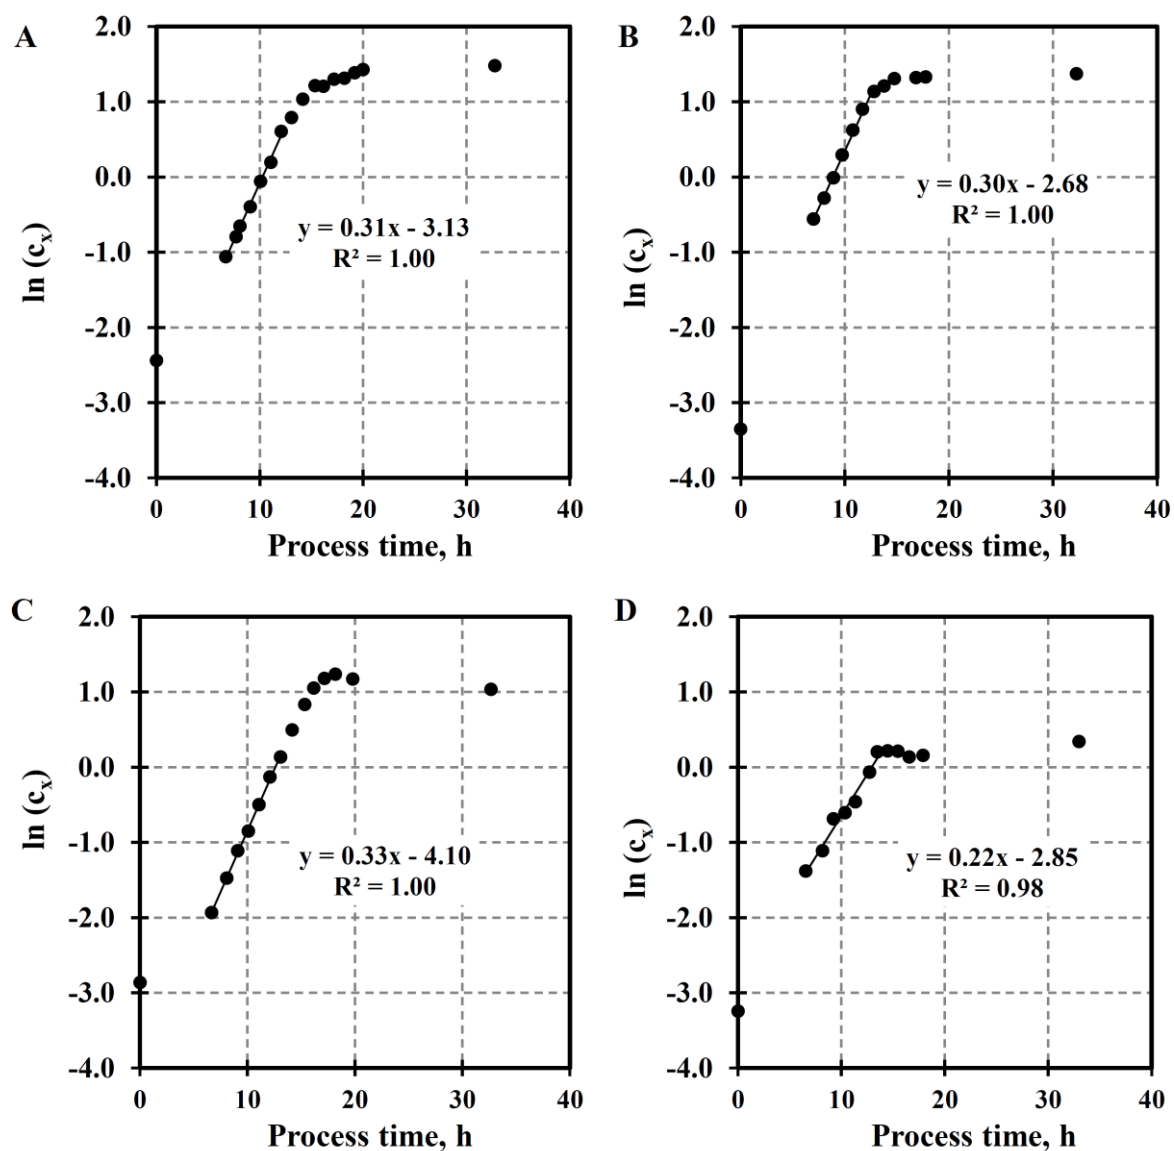 A
2.0
1.0
0.0
-1.0
-2.0
-3.0
-4.0
ln (cₓ)
y = 0.31x - 3.13
R² = 1.00
0 10 20 30 40
Process time, h
B
2.0
1.0
0.0
-1.0
-2.0
-3.0
-4.0
ln (cₓ)
y = 0.30x - 2.68
R² = 1.00
0 10 20 30 40
Process time, h
C
2.0
1.0
0.0
-1.0
-2.0
-3.0
-4.0
ln (cₓ)
y = 0.33x - 4.10
R² = 1.00
0 10 20 30 40
Process time, h
D
2.0
1.0
0.0
-1.0
-2.0
-3.0
-4.0
ln (cₓ)
y = 0.22x - 2.85
R² = 0.98
0 10 20 30 40
Process time, h